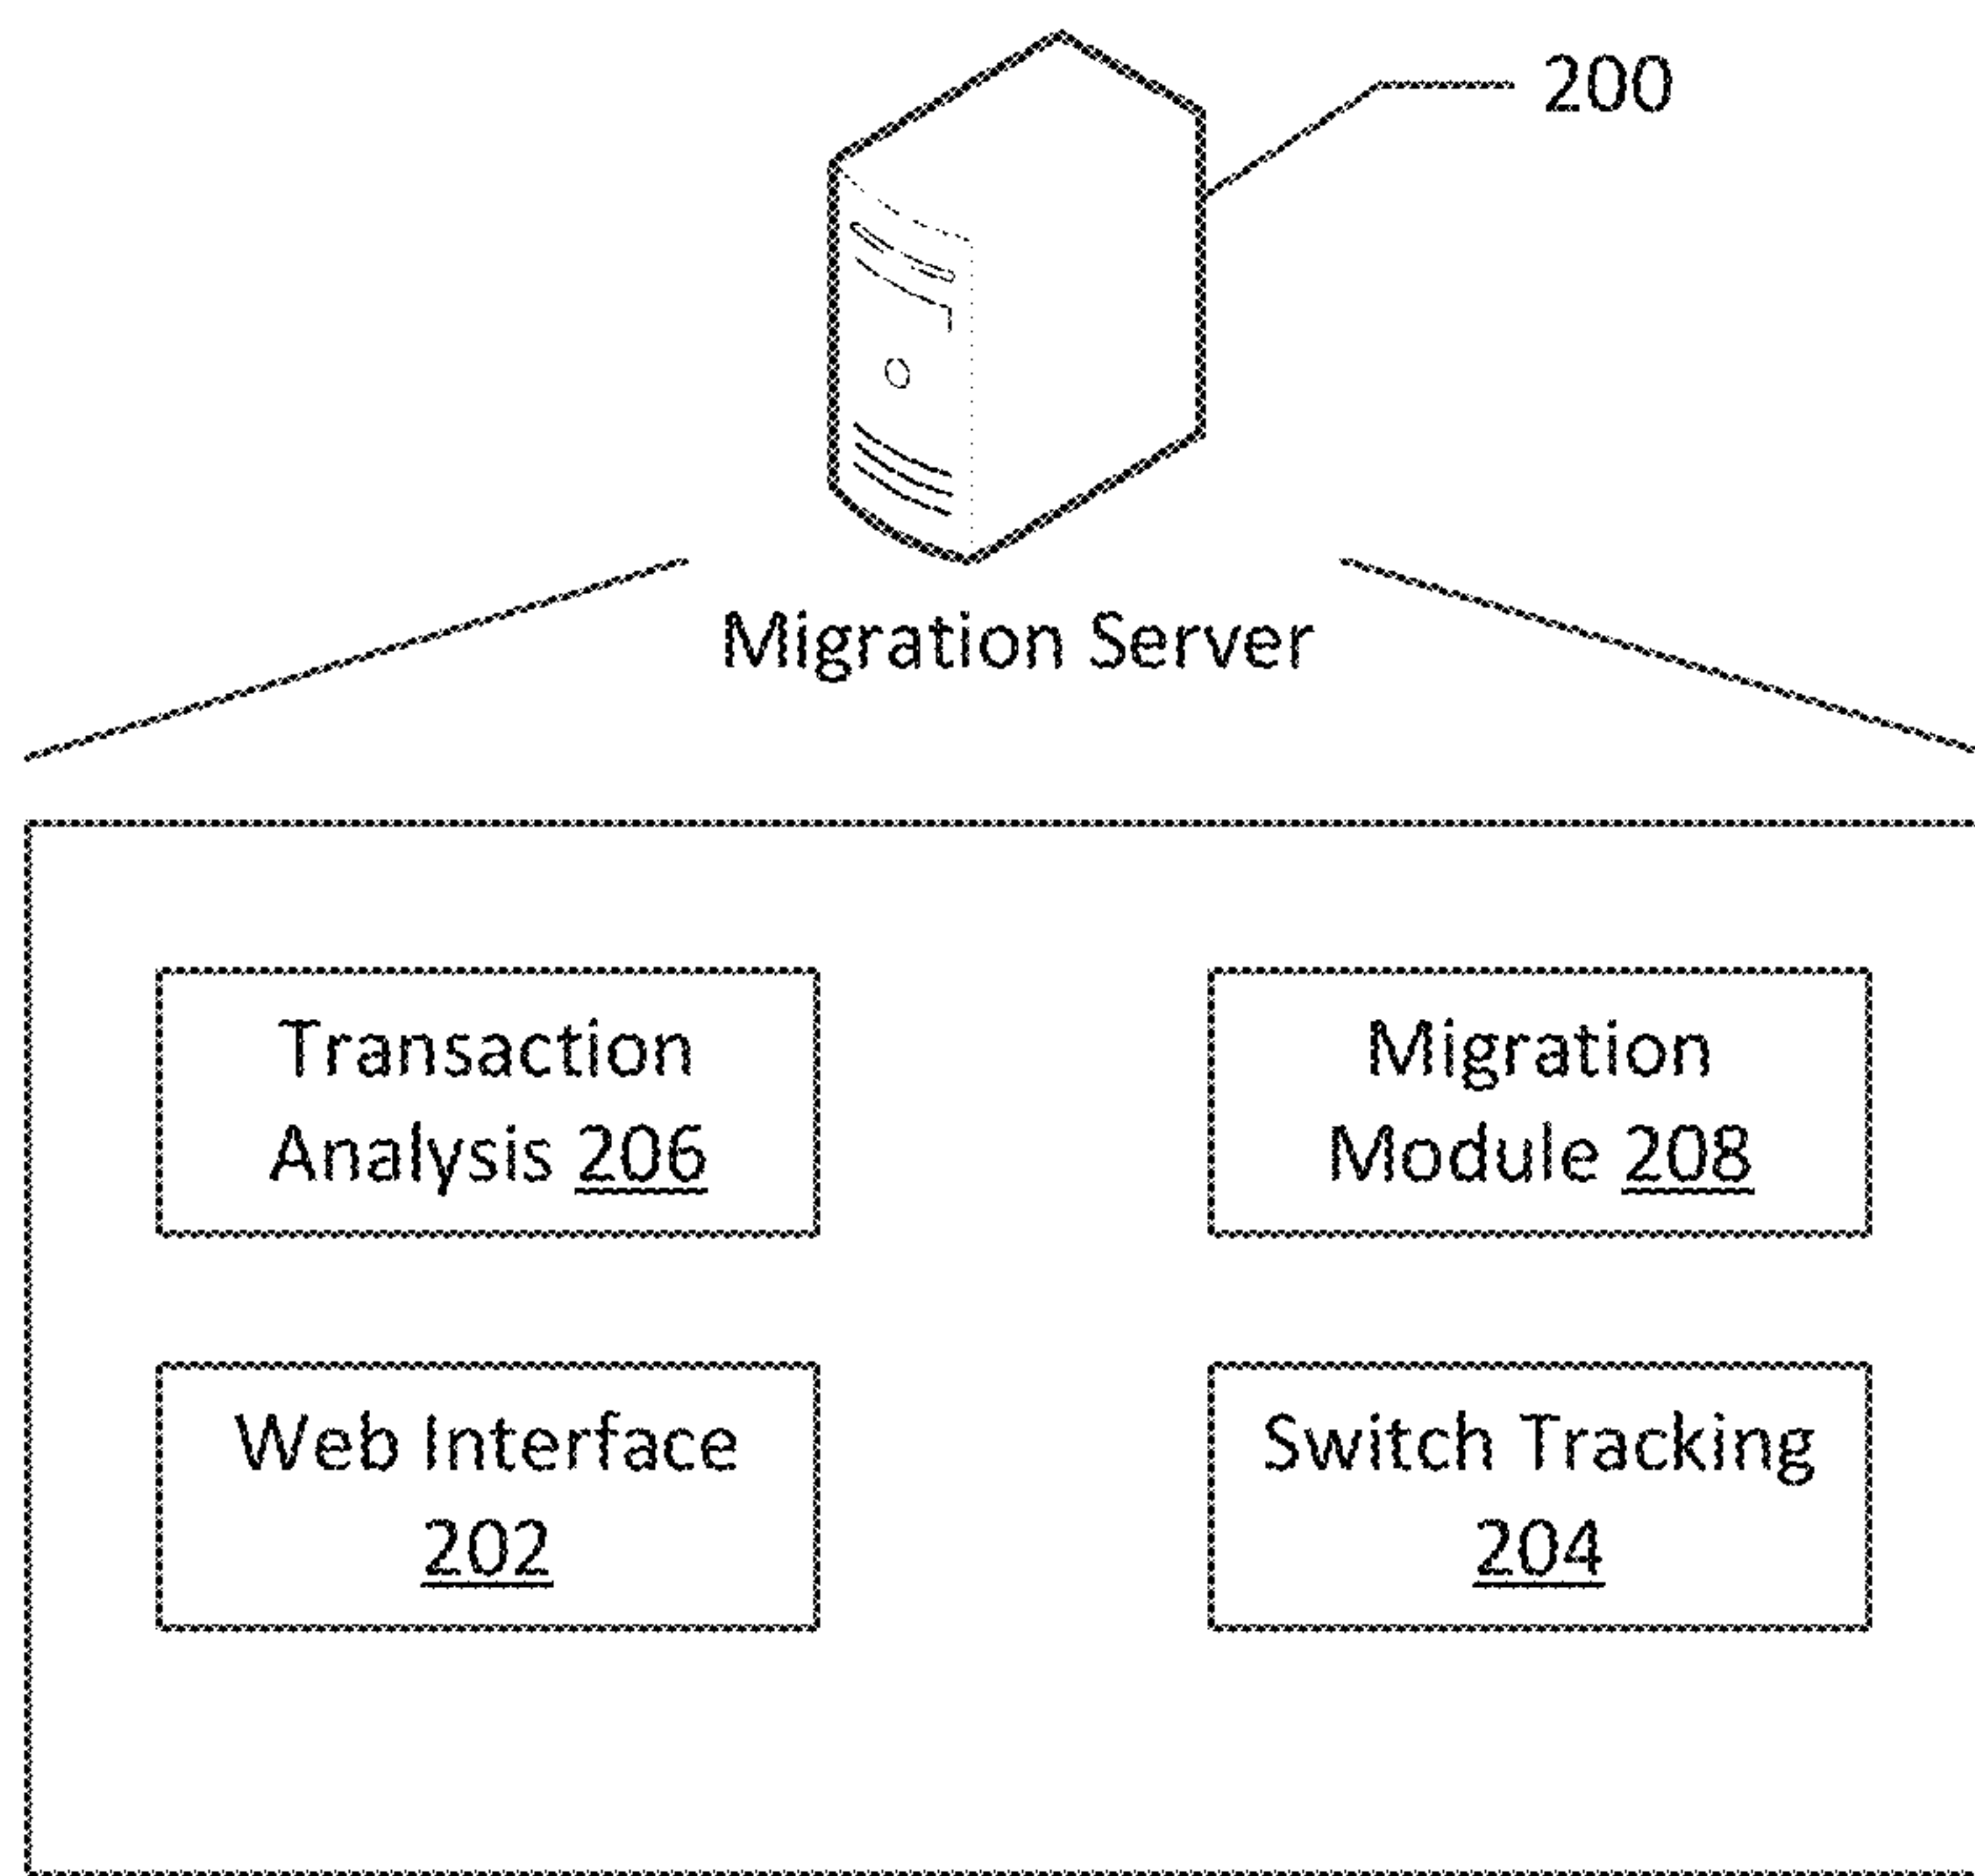 200
Migration Server
Transaction
Analysis 206
Migration
Module 208
Web Interface
202
Switch Tracking
204